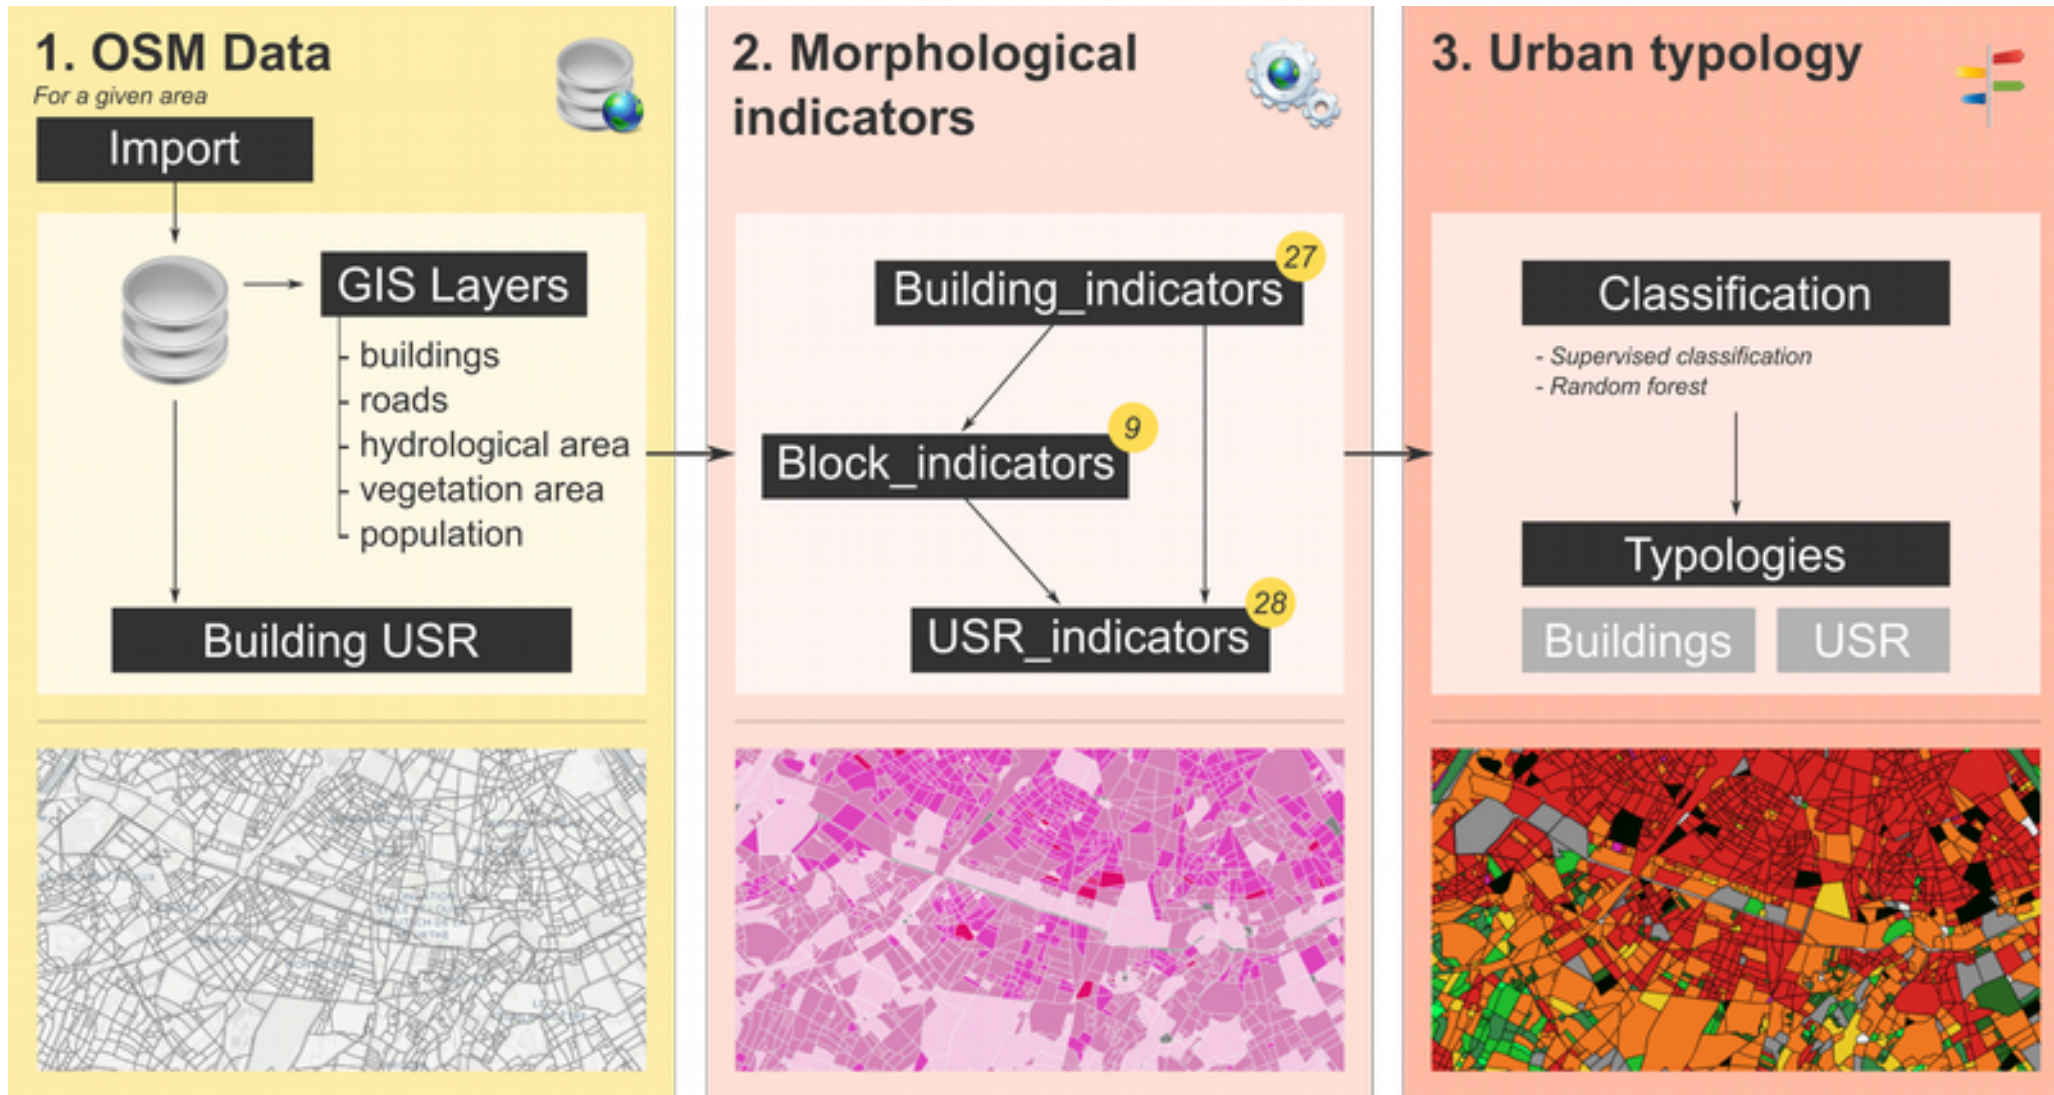 1. OSM Data
For a given area
Import
GIS Layers
- buildings
- roads
- hydrological area
- vegetation area
- population
Building USR
2. Morphological
indicators
27
Building_indicators
9
Block_indicators
28
USR_indicators
3. Urban typology
Classification
- Supervised classification
- Random forest
Typologies
Buildings
USR